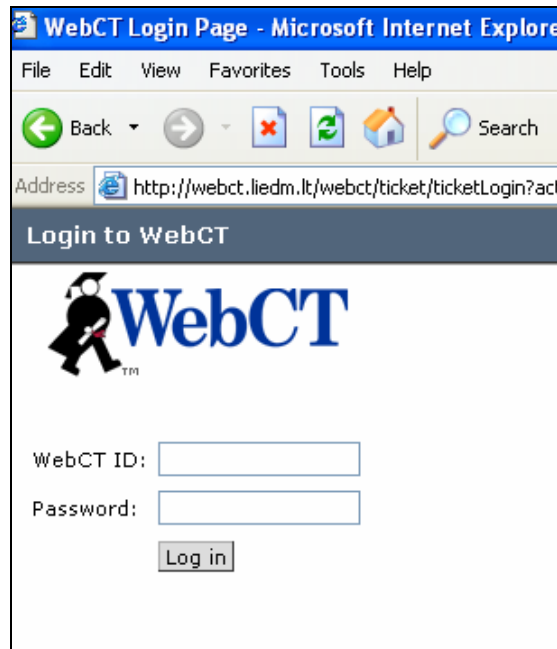 WebCT Login Page - Microsoft Internet Explore
File Edit View Favorites Tools Help
Back Search
Address http://webct.liedm.lt/webct/ticket/ticketLogin?act
Login to WebCT
WebCT
TM
WebCT ID:
Password:
Log in